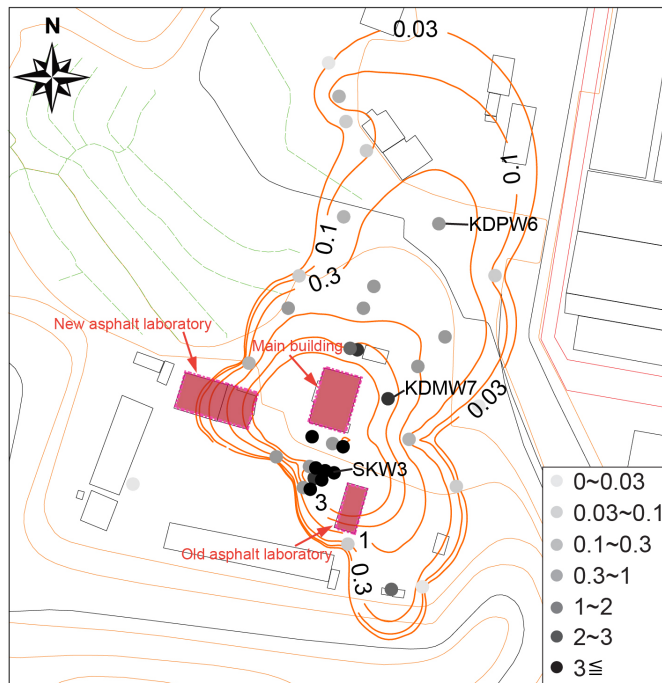 N
0.03
0.1
KDPW6
0.1
0.3
New asphalt laboratory
Main building
KDMW7
0.03
SKW3
3
1
Old asphalt laboratory
0.3
0~0.03
0.03~0.1
0.1~0.3
0.3~1
1~2
2~3
3≦